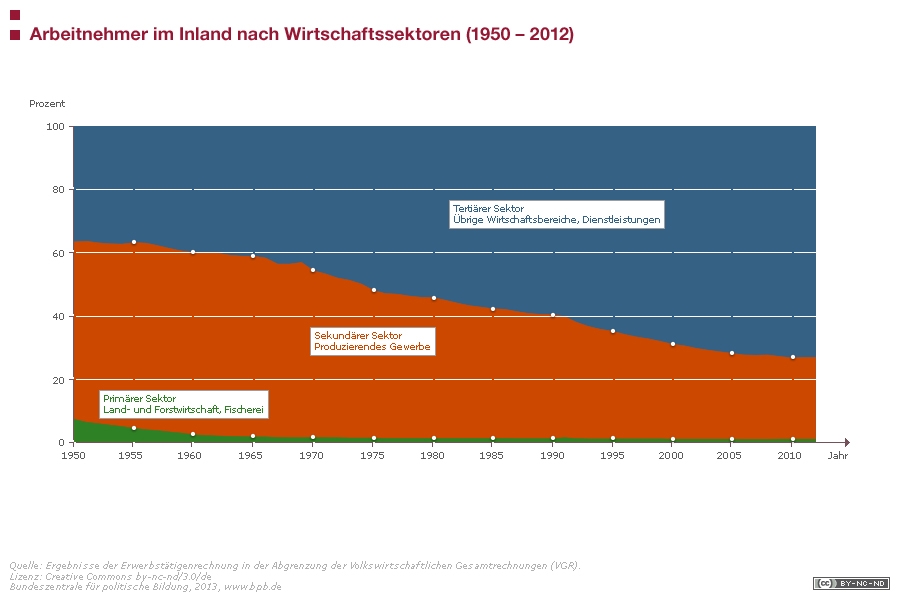 Arbeitnehmer im Inland nach Wirtschaftssektoren (1950 – 2012)
Prozent
100
80
60
40
20
0
Tertiärer Sektor
Übrige Wirtschaftsbereiche, Dienstleistungen
Sekundärer Sektor
Produzierendes Gewerbe
Primärer Sektor
Land- und Forstwirtschaft, Fischerei
1950 1955 1960 1965 1970 1975 1980 1985 1990 1995 2000 2005 2010 Jahr
Quelle: Ergebnisse der Erwerbstätigenrechnung in der Abgrenzung der Volkswirtschaftlichen Gesamtrechnungen (VGR).
Lizenz: Creative Commons by-nc-nd/3.0/de
Bundeszentrale für politische Bildung, 2013, www.bpb.de
cc BY-NC-ND